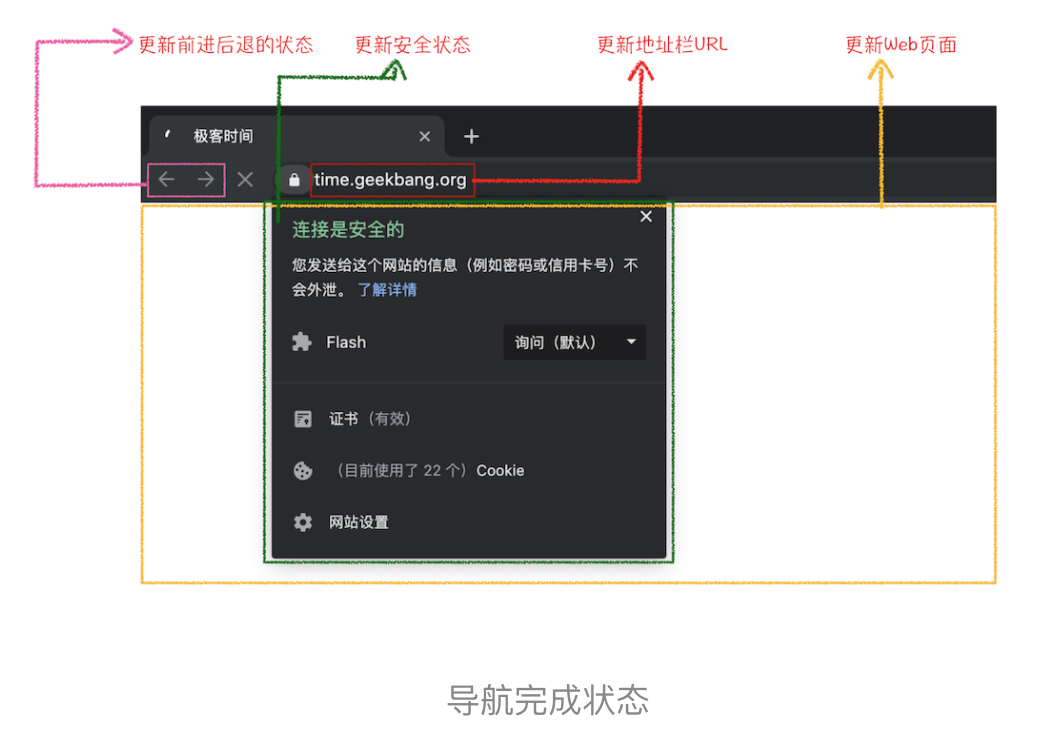 更新前进后退的状态
更新安全状态
更新地址栏URL
更新Web页面
极客时间
time.geekbang.org
连接是安全的
您发送给这个网站的信息（例如密码或信用卡号）不
会外泄。 了解详情
Flash
询问（默认）
证书（有效）
（目前使用了 22 个） Cookie
网站设置
导航完成状态